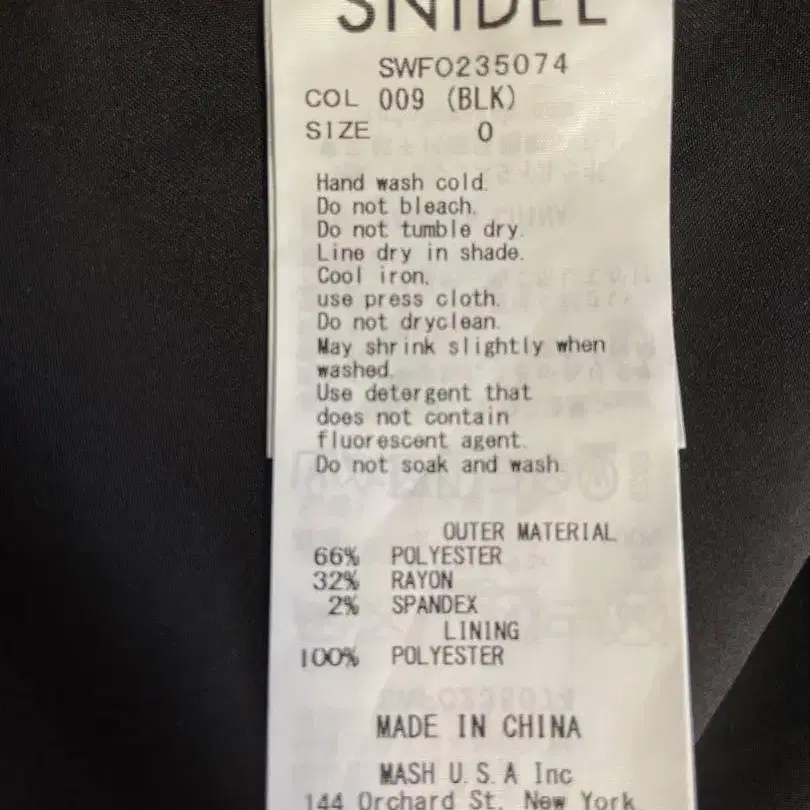 SNIDEL
SWFO235074
COL 009 (BLK)
SIZE 0
Hand wash cold.
Do not bleach.
Do not tumble dry.
Line dry in shade.
Cool iron.
use press cloth.
Do not dryclean.
May shrink slightly when
washed.
Use detergent that
does not contain
fluorescent agent.
Do not soak and wash.
OUTER MATERIAL
66% POLYESTER
32% RAYON
2% SPANDEX
LINING
100% POLYESTER
MADE IN CHINA
MASH U.S.A Inc
144 Orchard St. New York